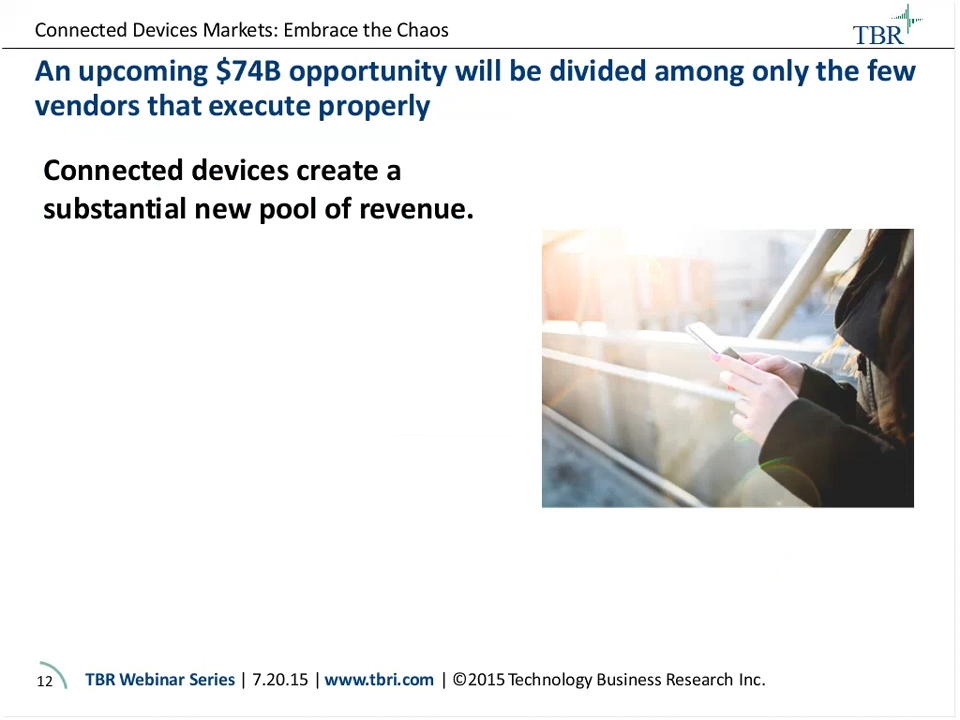 Connected Devices Markets: Embrace the Chaos
TBR
An upcoming $74B opportunity will be divided among only the few
vendors that execute properly
Connected devices create a
substantial new pool of revenue.
12 TBR Webinar Series | 7.20.15 | www.tbri.com | ©2015 Technology Business Research Inc.